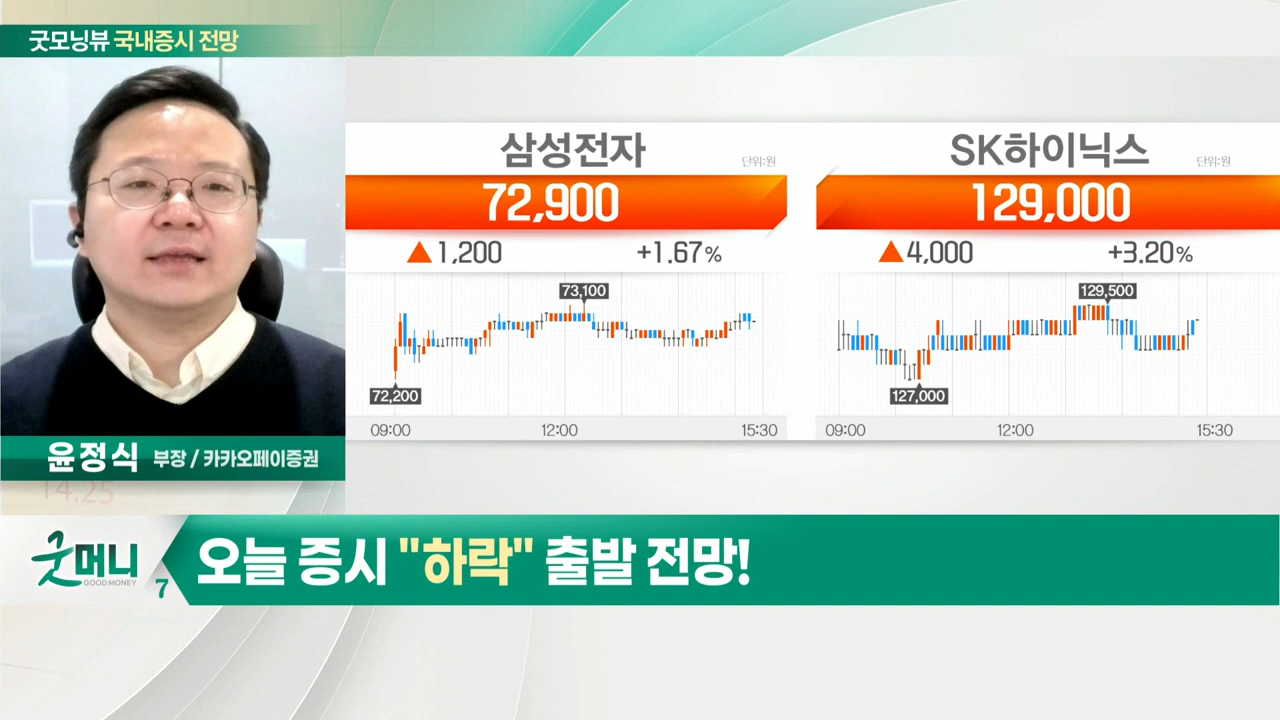 굿모닝뷰 국내증시 전망
삼성전자
단위:원
72,900
▲1,200 +1.67%
73,100
72,200
09:00 12:00 15:30
SK하이닉스
단위:원
129,000
▲4,000 +3.20%
129,500
127,000
09:00 12:00 15:30
윤정식 부장 / 카카오페이증권
14.25
굿머니
GOOD MONEY
7
오늘 증시 "하락" 출발 전망!